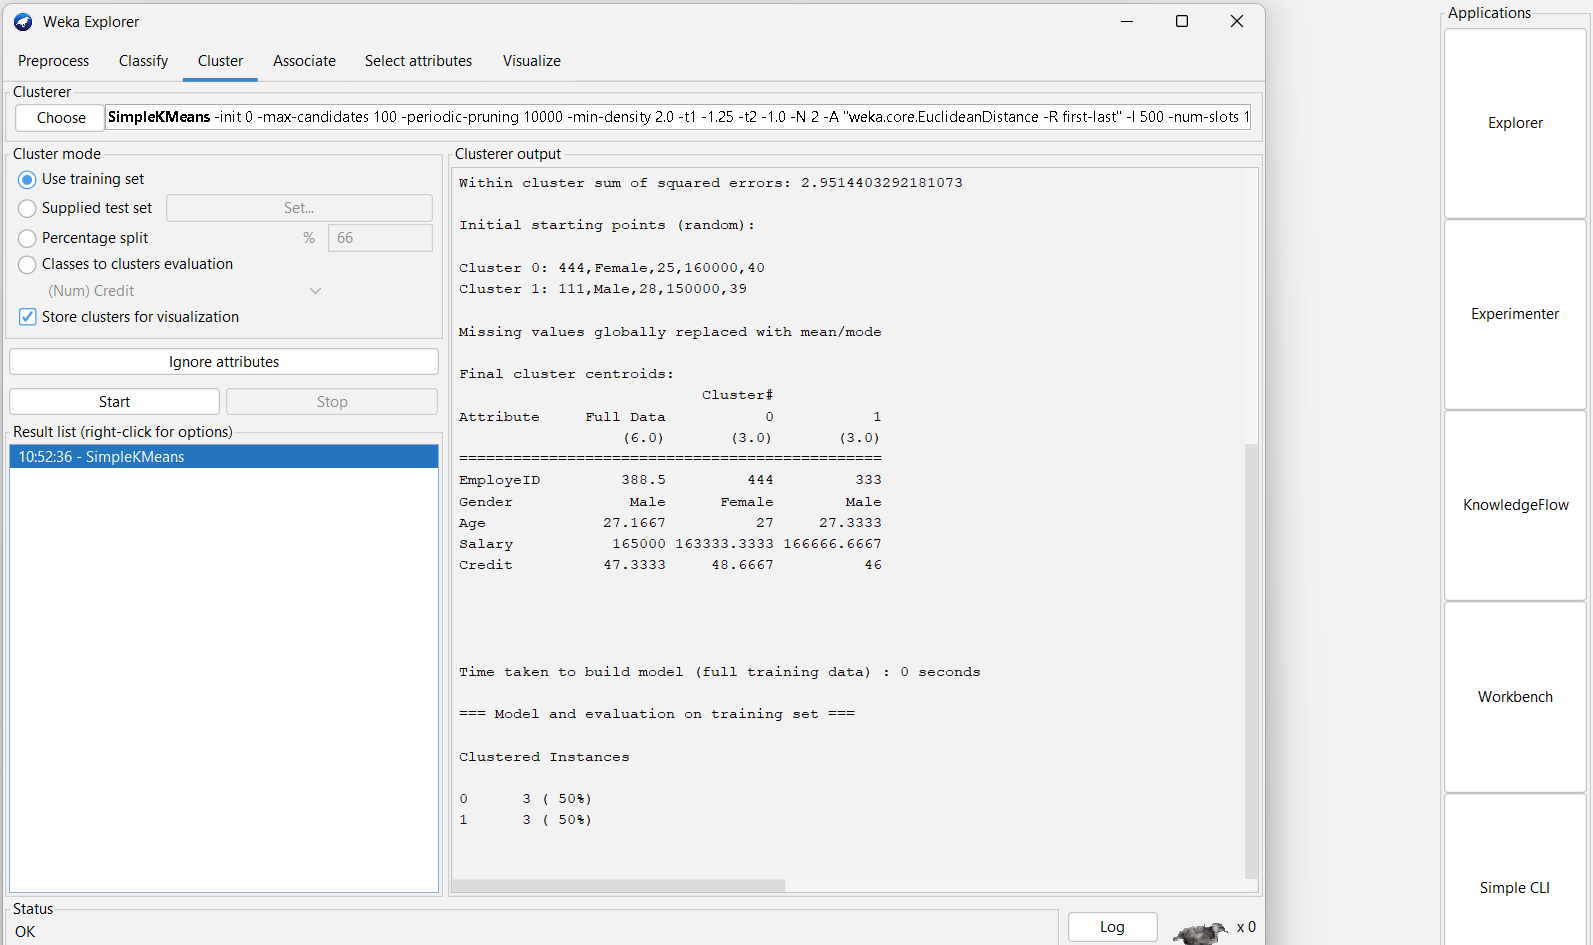 Weka Explorer
Preprocess Classify Cluster Associate Select attributes Visualize
Clusterer
Choose SimpleKMeans -init 0 -max-candidates 100 -periodic-pruning 10000 -min-density 2.0 -t1 -1.25 -t2 -1.0 -N 2 -A "weka.core.EuclideanDistance -R first-last" -I 500 -num-slots 1
Cluster mode
Use training set
Supplied test set Set...
Percentage split % 66
Classes to clusters evaluation
(Num) Credit
Store clusters for visualization
Ignore attributes
Start Stop
Result list (right-click for options)
10:52:36 - SimpleKMeans
Clusterer output
Within cluster sum of squared errors: 2.9514403292181073
Initial starting points (random):
Cluster 0: 444,Female,25,160000,40
Cluster 1: 111,Male,28,150000,39
Missing values globally replaced with mean/mode
Final cluster centroids:
Cluster#
Attribute Full Data 0 1
(6.0) (3.0) (3.0)
===============================================
EmployeID 388.5 444 333
Gender Male Female Male
Age 27.1667 27 27.3333
Salary 165000 163333.3333 166666.6667
Credit 47.3333 48.6667 46
Time taken to build model (full training data) : 0 seconds
=== Model and evaluation on training set ===
Clustered Instances
0 3 ( 50%)
1 3 ( 50%)
Status
OK
Log
x 0
Applications
Explorer
Experimenter
KnowledgeFlow
Workbench
Simple CLI